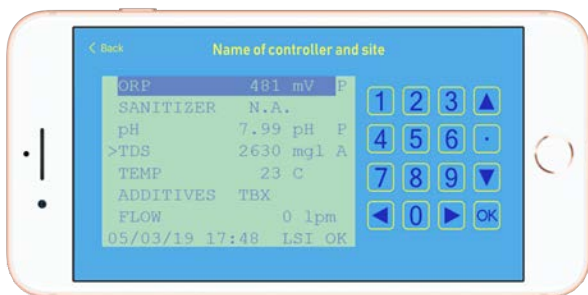 < Back Name of controller and site
ORP 481 mV P
SANITIZER N.A.
pH 7.99 pH P
>TDS 2630 mgl A
TEMP 23 C
ADDITIVES TBX
FLOW 0 lpm
05/03/19 17:48 LSI OK
1 2 3 ▲
4 5 6 ·
7 8 9 ▼
◀ 0 ▶ OK